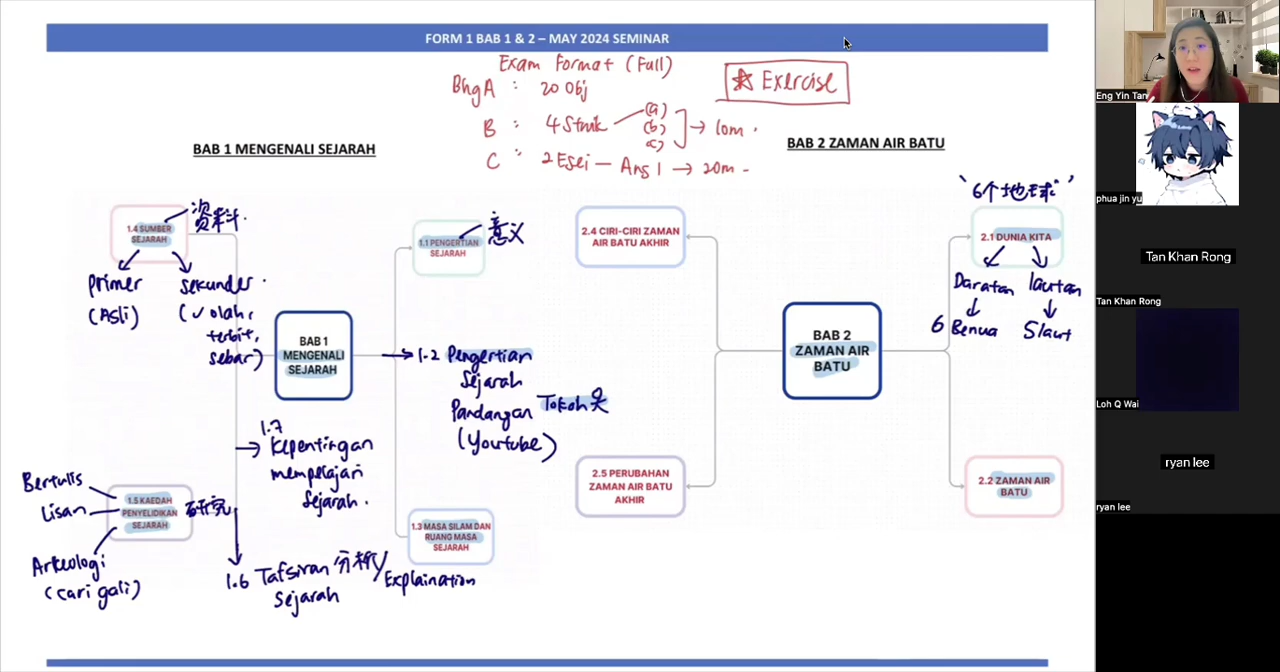 FORM 1 BAB 1 & 2 – MAY 2024 SEMINAR
Exam Format (Full)
BhgA : 20 Obj
B : 4 Struk (a) (b) (c) → 10m.
C : 2 Esei – Ans 1 → 20m –
☆ Exercise
BAB 1 MENGENALI SEJARAH
1.4 SUMBER
SEJARAH
资料.
Primer
(Asli)
sekunder.
(✓ olah,
terbit,
sebar)
1.1 PENGERTIAN
SEJARAH
意义
BAB 1
MENGENALI
SEJARAH
→ 1.2 Pengertian
Sejarah
Pandangan Tokoh
(Youtube)
1.7
→ Kepentingan
mempelajari
Sejarah.
Bertulis
Lisan
Arkeologi
(cari gali)
1.5 KAEDAH
PENYELIDIKAN
SEJARAH
研究
1.6 Tafsiran 分析/Explaination
Sejarah
1.3 MASA SILAM DAN
RUANG MASA
SEJARAH
BAB 2 ZAMAN AIR BATU
2.4 CIRI-CIRI ZAMAN
AIR BATU AKHIR
"6个地球"
2.1 DUNIA KITA
Daratan
6 Benua
lautan
5 laut
BAB 2
ZAMAN AIR
BATU
2.5 PERUBAHAN
ZAMAN AIR BATU
AKHIR
2.2 ZAMAN AIR
BATU
Eng Yin Tan
phua jin yu
Tan Khan Rong
Tan Khan Rong
Loh Q Wai
ryan lee
ryan lee